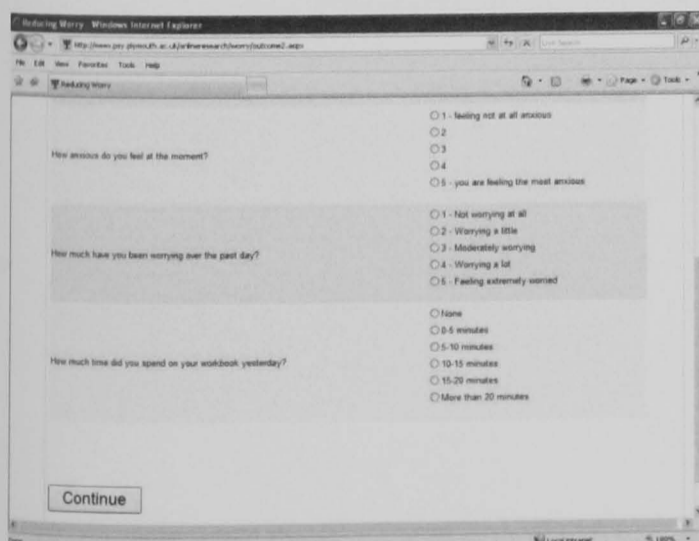 Reducing Worry - Windows Internet Explorer
File Edit View Favorites Tools Help
Reducing Worry
Page Tools
1 - feeling not at all anxious
2
3
How anxious do you feel at the moment?
4
5 - you are feeling the most anxious
1 - Not worrying at all
2 - Worrying a little
3 - Moderately worrying
How much have you been worrying over the past day?
4 - Worrying a lot
5 - Feeling extremely worried
None
0-5 minutes
5-10 minutes
How much time did you spend on your workbook yesterday?
10-15 minutes
15-20 minutes
More than 20 minutes
Continue
100%